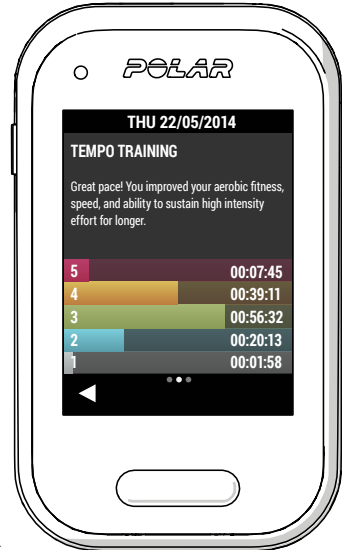 POLAR
THU 22/05/2014
TEMPO TRAINING
Great pace! You improved your aerobic fitness,
speed, and ability to sustain high intensity
effort for longer.
5 00:07:45
4 00:39:11
3 00:56:32
2 00:20:13
1 00:01:58